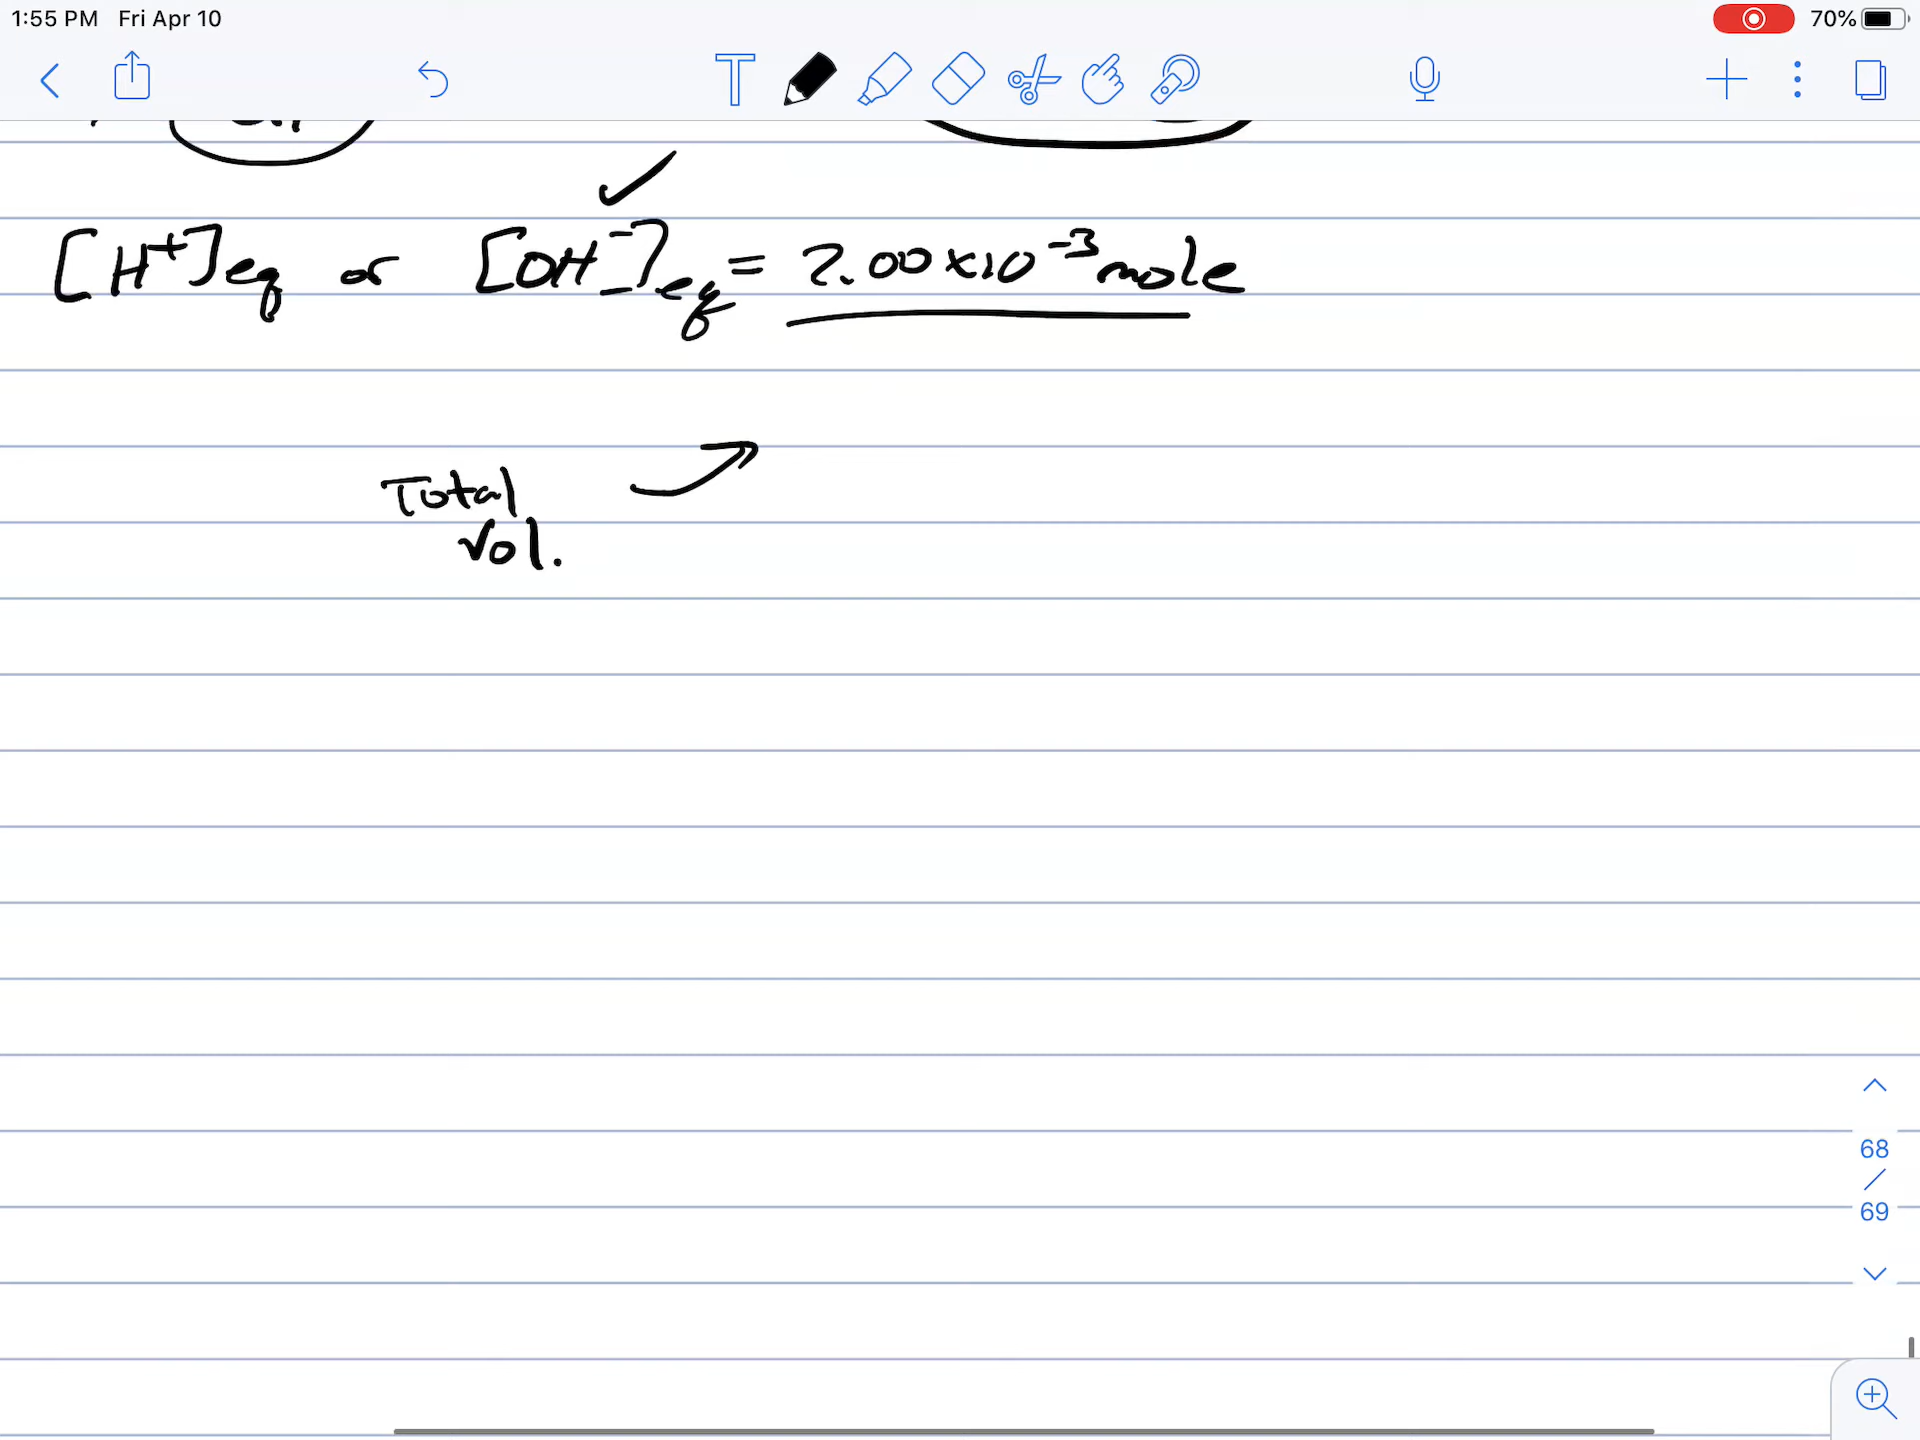 1:55 PM Fri Apr 10
70%
T
[H⁺]eq or [OH⁻]eq = 2.00×10⁻³ mole
Total
Vol.
68
/
69